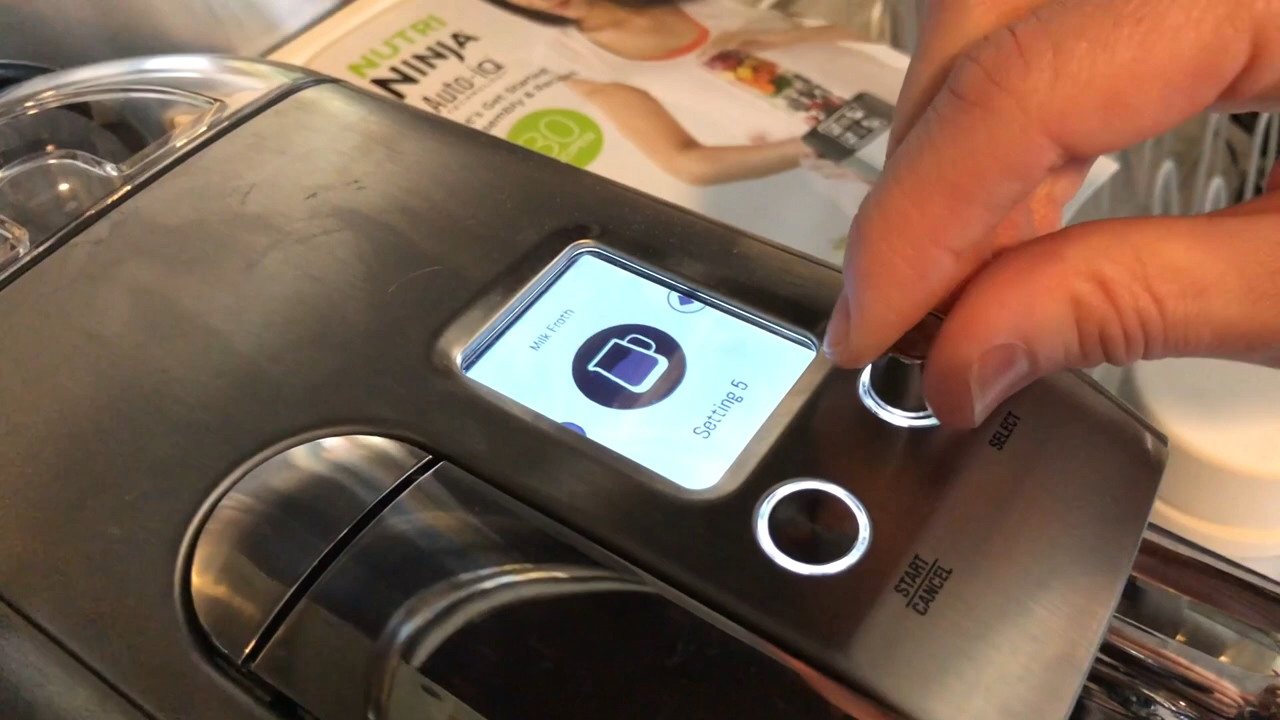 NUTRI
NINJA
Auto-iQ
30
Milk Froth
Setting 5
SELECT
START
CANCEL